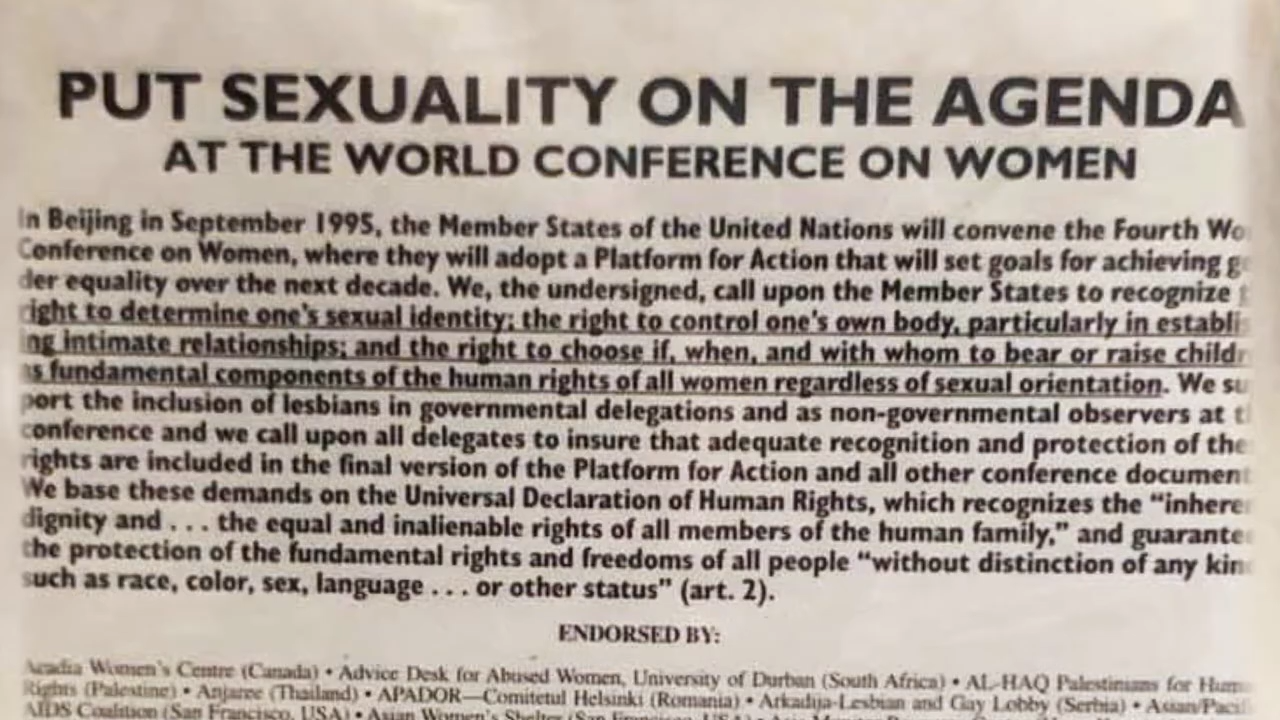 PUT SEXUALITY ON THE AGENDA
AT THE WORLD CONFERENCE ON WOMEN
In Beijing in September 1995, the Member States of the United Nations will convene the Fourth Wo
Conference on Women, where they will adopt a Platform for Action that will set goals for achieving g
der equality over the next decade. We, the undersigned, call upon the Member States to recognize
right to determine one's sexual identity; the right to control one's own body, particularly in establi
ing intimate relationships; and the right to choose if, when, and with whom to bear or raise childr
as fundamental components of the human rights of all women regardless of sexual orientation. We su
port the inclusion of lesbians in governmental delegations and as non-governmental observers at t
conference and we call upon all delegates to insure that adequate recognition and protection of the
rights are included in the final version of the Platform for Action and all other conference document
We base these demands on the Universal Declaration of Human Rights, which recognizes the “inheren
dignity and . . . the equal and inalienable rights of all members of the human family,” and guarantee
the protection of the fundamental rights and freedoms of all people “without distinction of any kin
such as race, color, sex, language . . . or other status” (art. 2).
ENDORSED BY:
Acadia Women's Centre (Canada) • Advice Desk for Abused Women, University of Durban (South Africa) • AL-HAQ Palestinians for Hum
Rights (Palestine) • Anjaree (Thailand) • APADOR—Comitetul Helsinki (Romania) • Arkadija-Lesbian and Gay Lobby (Serbia) • Asian/Pacif
AIDS Coalition (San Francisco, USA) • Asian Women's Shelter (San Francisco, USA) •